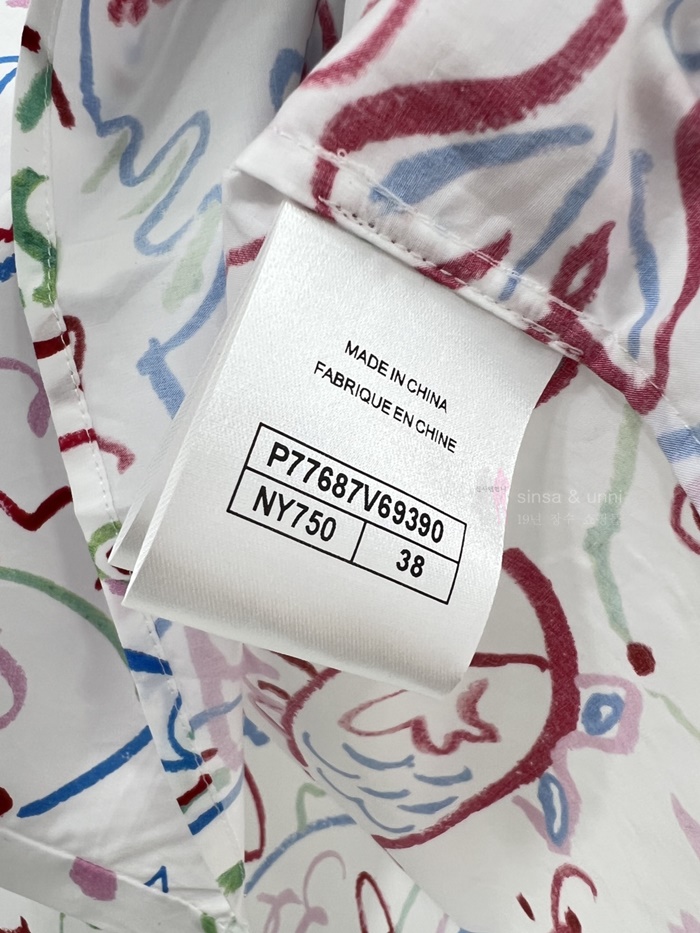 MADE IN CHINA
FABRIQUE EN CHINE
P77687V69390
NY750
38
sinsa & unni